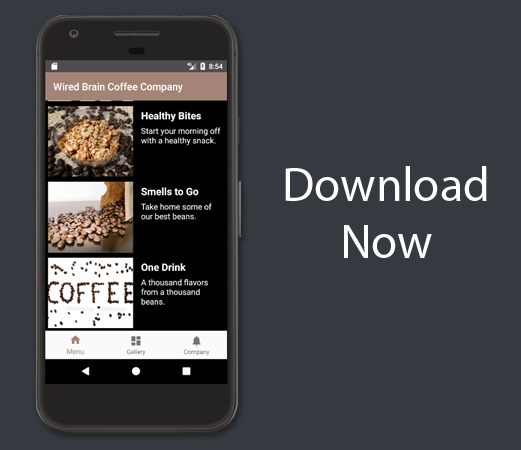 8:54
Wired Brain Coffee Company
Healthy Bites
Start your morning off
with a healthy snack.
Smells to Go
Take home some of
our best beans.
COFFEE
One Drink
A thousand flavors
from a thousand
beans.
Menu
Gallery
Company
Download
Now